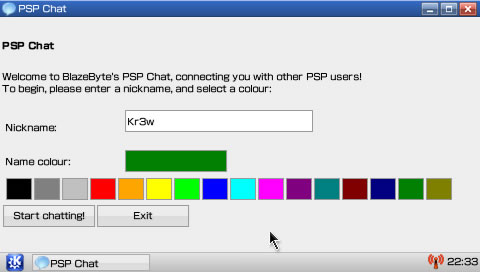 PSP Chat
PSP Chat
Welcome to BlazeByte's PSP Chat, connecting you with other PSP users!
To begin, please enter a nickname, and select a colour:
Nickname: Kr3w
Name colour:
Start chatting! Exit
K PSP Chat 22:33